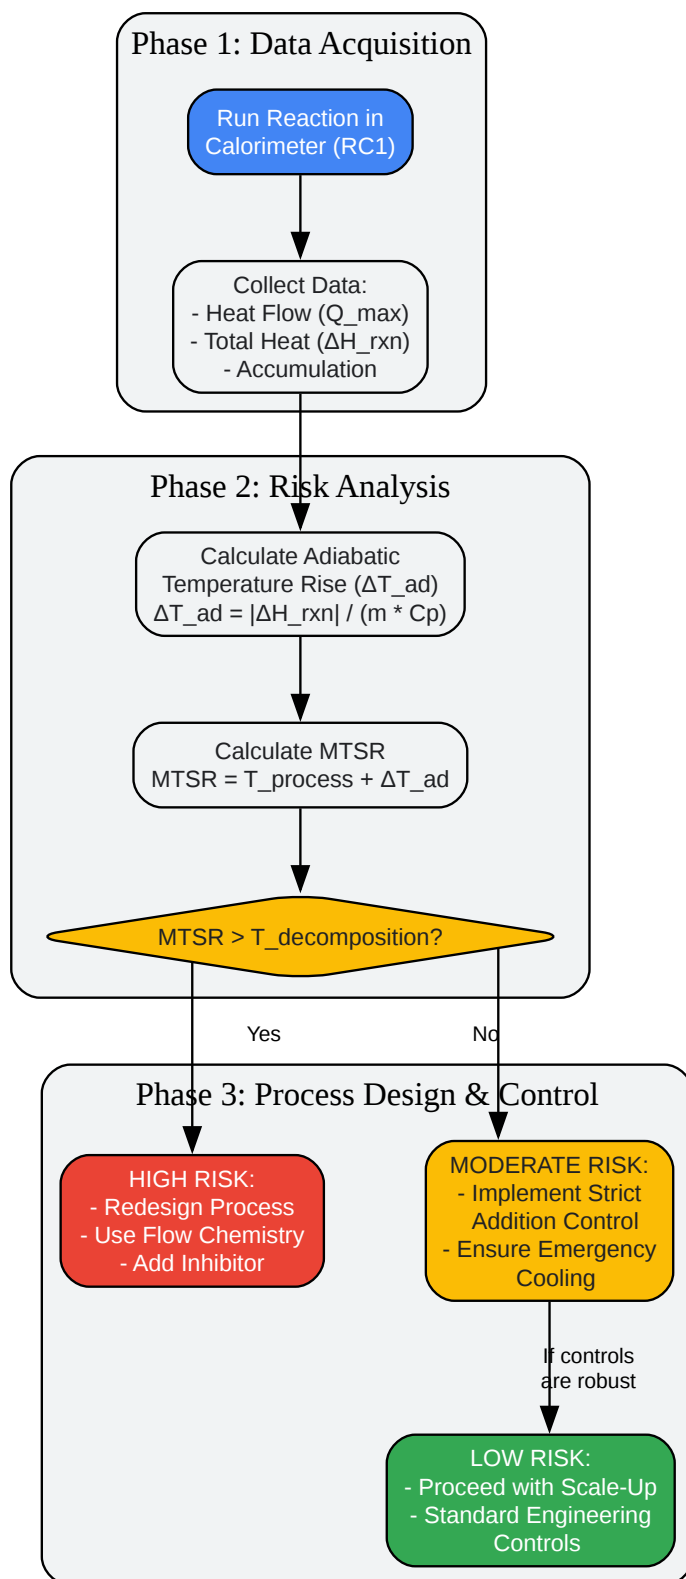 Phase 1: Data Acquisition
Run Reaction in
Calorimeter (RC1)
Collect Data:
- Heat Flow (Q_max)
- Total Heat (ΔH_rxn)
- Accumulation
Phase 2: Risk Analysis
Calculate Adiabatic
Temperature Rise (ΔT_ad)
ΔT_ad = |ΔH_rxn| / (m * Cp)
Calculate MTSR
MTSR = T_process + ΔT_ad
MTSR > T_decomposition?
Yes
No
Phase 3: Process Design & Control
HIGH RISK:
- Redesign Process
- Use Flow Chemistry
- Add Inhibitor
MODERATE RISK:
- Implement Strict
Addition Control
- Ensure Emergency
Cooling
If controls
are robust
LOW RISK:
- Proceed with Scale-Up
- Standard Engineering
Controls